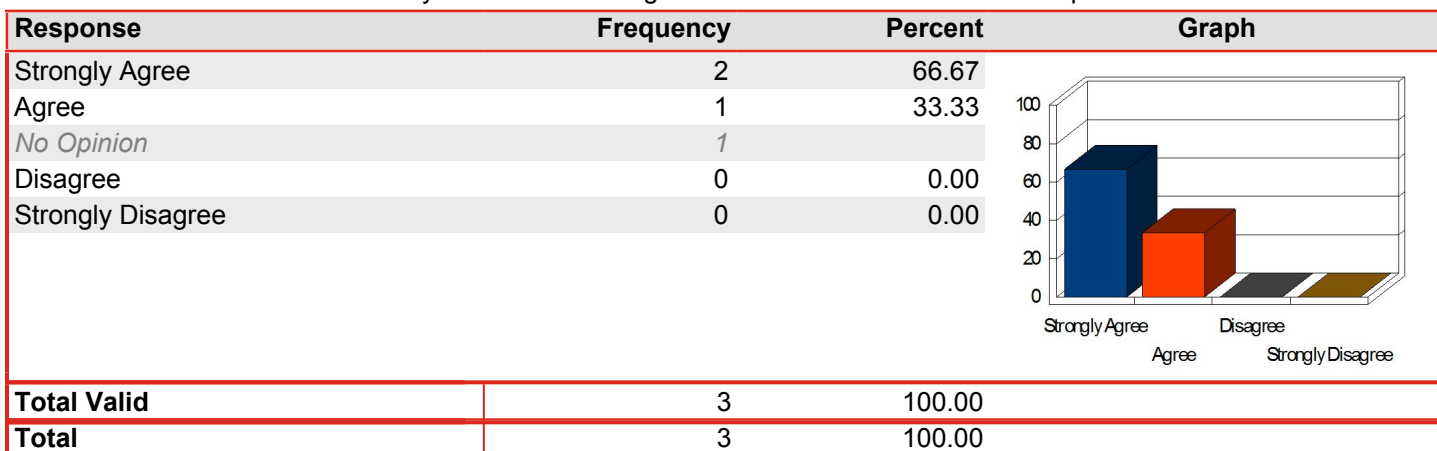 Response Frequency Percent Graph
Strongly Agree 2 66.67
Agree 1 33.33
No Opinion 1
Disagree 0 0.00
Strongly Disagree 0 0.00
100
80
60
40
20
0
Strongly Agree Disagree
Agree Strongly Disagree
Total Valid 3 100.00
Total 3 100.00